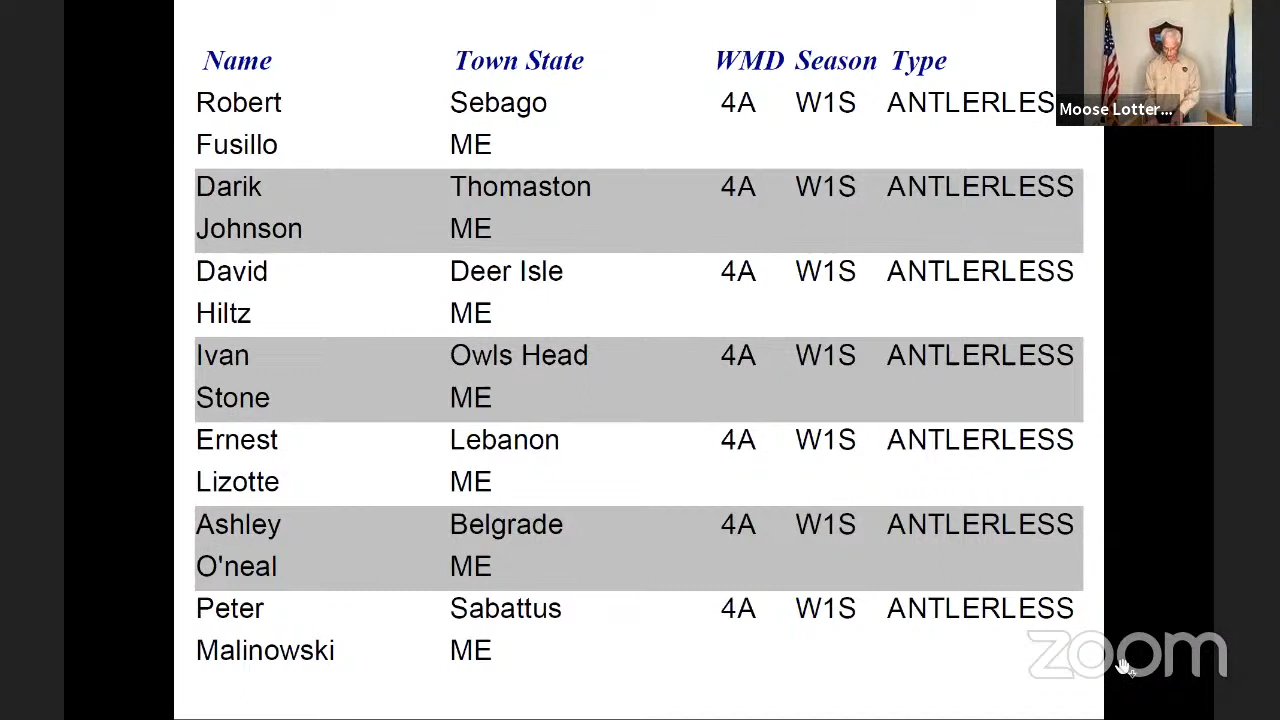 Name Town State WMD Season Type
Robert Sebago 4A W1S ANTLERLES
Fusillo ME
Darik Thomaston 4A W1S ANTLERLESS
Johnson ME
David Deer Isle 4A W1S ANTLERLESS
Hiltz ME
Ivan Owls Head 4A W1S ANTLERLESS
Stone ME
Ernest Lebanon 4A W1S ANTLERLESS
Lizotte ME
Ashley Belgrade 4A W1S ANTLERLESS
O'neal ME
Peter Sabattus 4A W1S ANTLERLESS
Malinowski ME
Moose Lotter...
zoom